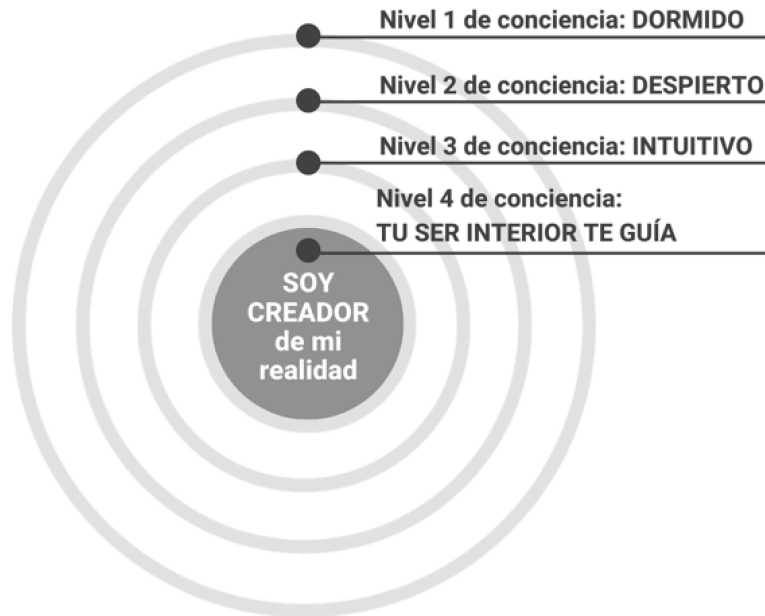 Nivel 1 de conciencia: DORMIDO
Nivel 2 de conciencia: DESPIERTO
Nivel 3 de conciencia: INTUITIVO
Nivel 4 de conciencia:
TU SER INTERIOR TE GUÍA
SOY
CREADOR
de mi
realidad